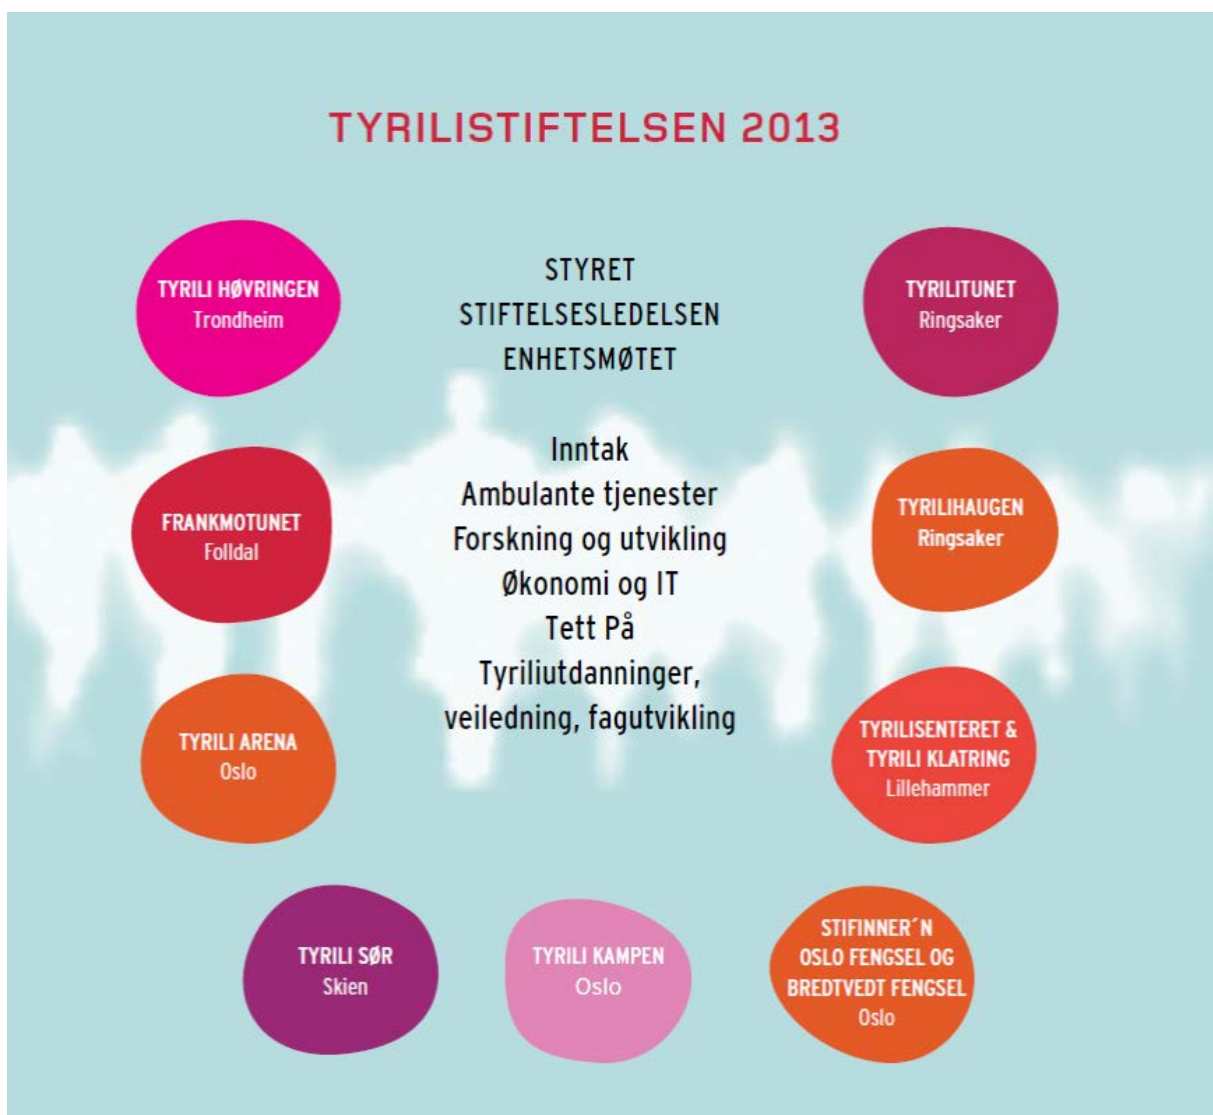 TYRILISTIFTELSEN 2013
TYRILI HØVRINGEN
Trondheim
STYRET
STIFTELSESLEDELSEN
ENHETSMØTET
TYRILITUNET
Ringsaker
FRANKMOTUNET
Folldal
Inntak
Ambulante tjenester
Forskning og utvikling
Økonomi og IT
Tett På
Tyriliutdanninger,
veiledning, fagutvikling
TYRILIHAUGEN
Ringsaker
TYRILI ARENA
Oslo
TYRILISENTERET &
TYRILI KLATRING
Lillehammer
TYRILI SØR
Skien
TYRILI KAMPEN
Oslo
STIFINNER´N
OSLO FENGSEL OG
BREDTVEDT FENGSEL
Oslo